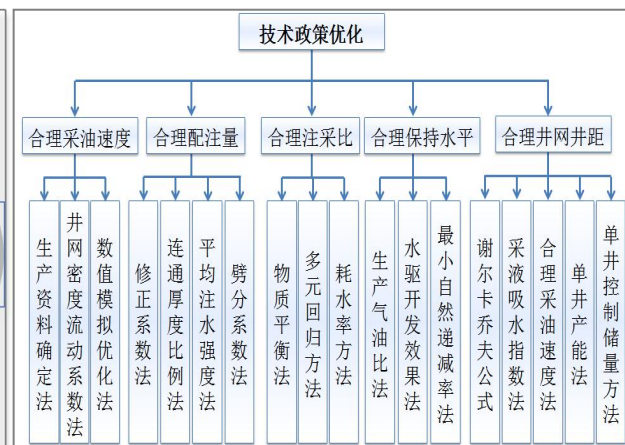 技术政策优化
合理采油速度
合理配注量
合理注采比
合理保持水平
合理井网井距
生产资料确定法
井网密度流动系数法
数值模拟优化法
修正系数法
连通厚度比例法
平均注水强度法
劈分系数法
物质平衡法
多元回归方法
耗水率方法
生产气油比法
水驱开发效果法
最小自然递减率法
谢尔卡乔夫公式
采液吸水指数法
合理采油速度法
单井产能法
单井控制储量方法